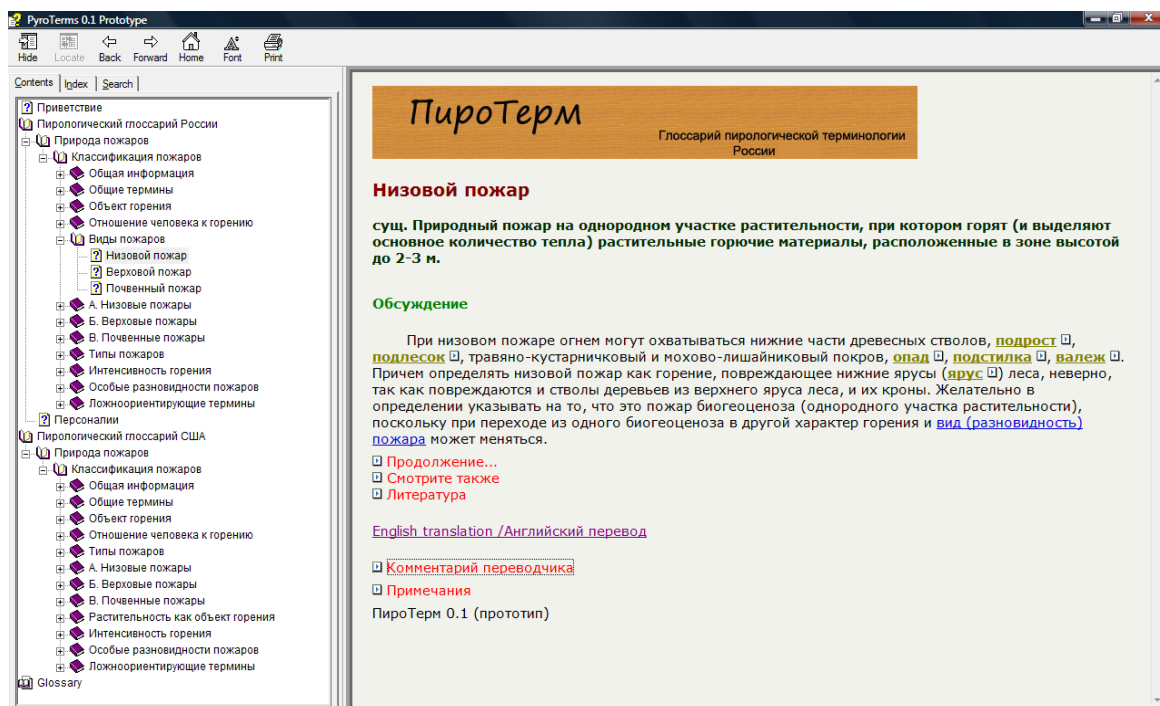 PyroTerms 0.1 Prototype
Hide Locate Back Forward Home Font Print
Contents Index Search
Приветствие
Пирологический глоссарий России
Природа пожаров
Классификация пожаров
Общая информация
Общие термины
Объект горения
Отношение человека к горению
Виды пожаров
Низовой пожар
Верховой пожар
Почвенный пожар
А. Низовые пожары
Б. Верховые пожары
В. Почвенные пожары
Типы пожаров
Интенсивность горения
Особые разновидности пожаров
Ложноориентирующие термины
Персоналии
Пирологический глоссарий США
Природа пожаров
Классификация пожаров
Общая информация
Общие термины
Объект горения
Отношение человека к горению
Типы пожаров
А. Низовые пожары
Б. Верховые пожары
В. Почвенные пожары
Растительность как объект горения
Интенсивность горения
Особые разновидности пожаров
Ложноориентирующие термины
Glossary
ПироТерм
Глоссарий пирологической терминологии
России
Низовой пожар
сущ. Природный пожар на однородном участке растительности, при котором горят (и выделяют
основное количество тепла) растительные горючие материалы, расположенные в зоне высотой
до 2-3 м.
Обсуждение
При низовом пожаре огнем могут охватываться нижние части древесных стволов, подрост,
подлесок, травяно-кустарничковый и мохово-лишайниковый покров, опад, подстилка, валеж.
Причем определять низовой пожар как горение, повреждающее нижние ярусы (ярус) леса, неверно,
так как повреждаются и стволы деревьев из верхнего яруса леса, и их кроны. Желательно в
определении указывать на то, что это пожар биогеоценоза (однородного участка растительности),
поскольку при переходе из одного биогеоценоза в другой характер горения и вид (разновидность)
пожара может меняться.
Продолжение...
Смотрите также
Литература
English translation /Английский перевод
Комментарий переводчика
Примечания
ПироТерм 0.1 (прототип)